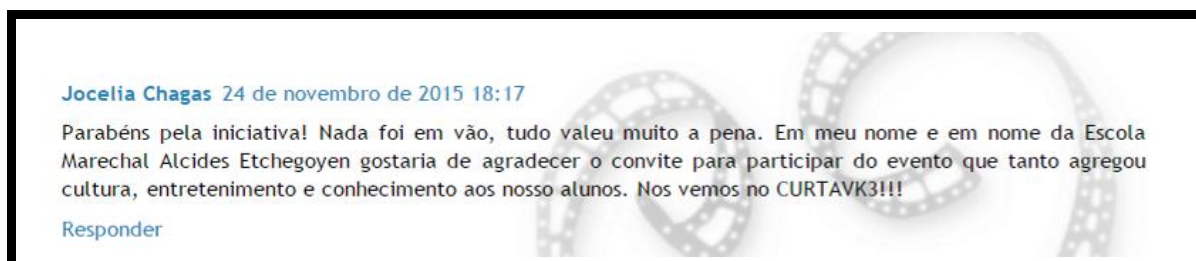 Jocelia Chagas 24 de novembro de 2015 18:17
Parabéns pela iniciativa! Nada foi em vão, tudo valeu muito a pena. Em meu nome e em nome da Escola
Marechal Alcides Etchegoyen gostaria de agradecer o convite para participar do evento que tanto agregou
cultura, entretenimento e conhecimento aos nosso alunos. Nos vemos no CURTAVK3!!!
Responder